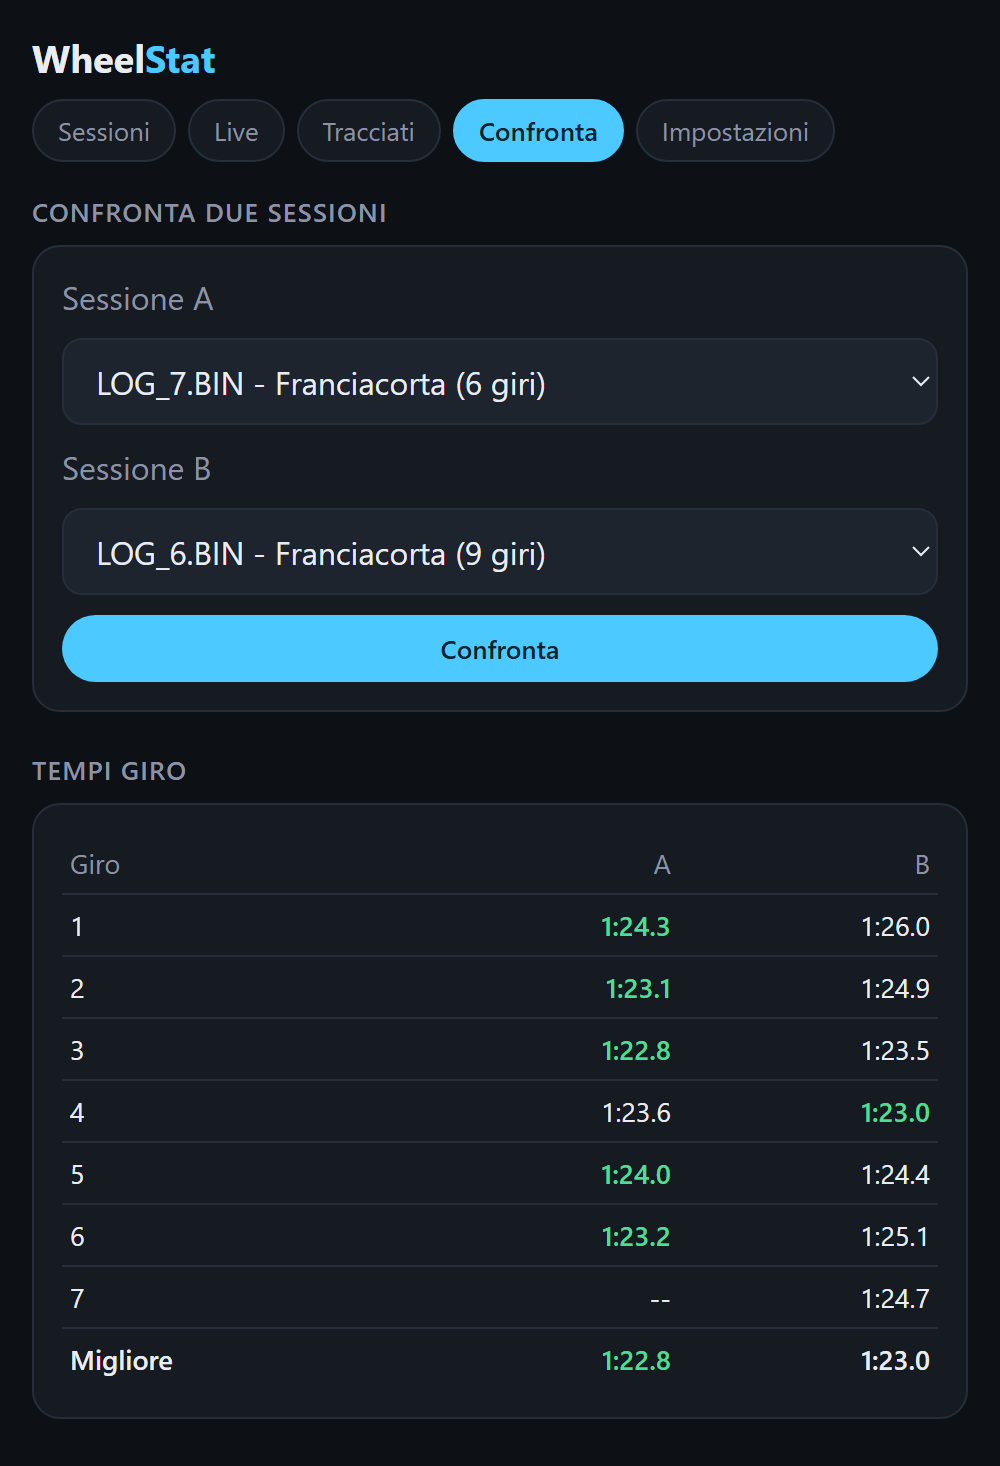 WheelStat
Sessioni Live Tracciati Confronta Impostazioni
CONFRONTA DUE SESSIONI
Sessione A
LOG_7.BIN - Franciacorta (6 giri)
Sessione B
LOG_6.BIN - Franciacorta (9 giri)
Confronta
TEMPI GIRO
Giro A B
1 1:24.3 1:26.0
2 1:23.1 1:24.9
3 1:22.8 1:23.5
4 1:23.6 1:23.0
5 1:24.0 1:24.4
6 1:23.2 1:25.1
7 -- 1:24.7
Migliore 1:22.8 1:23.0